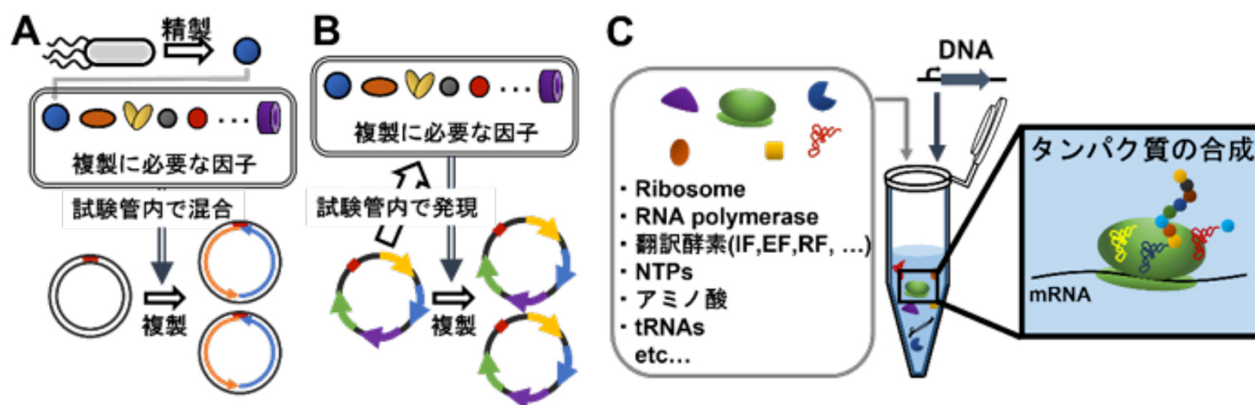 A
精製
複製に必要な因子
試験管内で混合
複製
B
複製に必要な因子
試験管内で発現
複製
C
DNA
・Ribosome
・RNA polymerase
・翻訳酵素(IF,EF,RF, ...)
・NTPs
・アミノ酸
・tRNAs
etc...
タンパク質の合成
mRNA